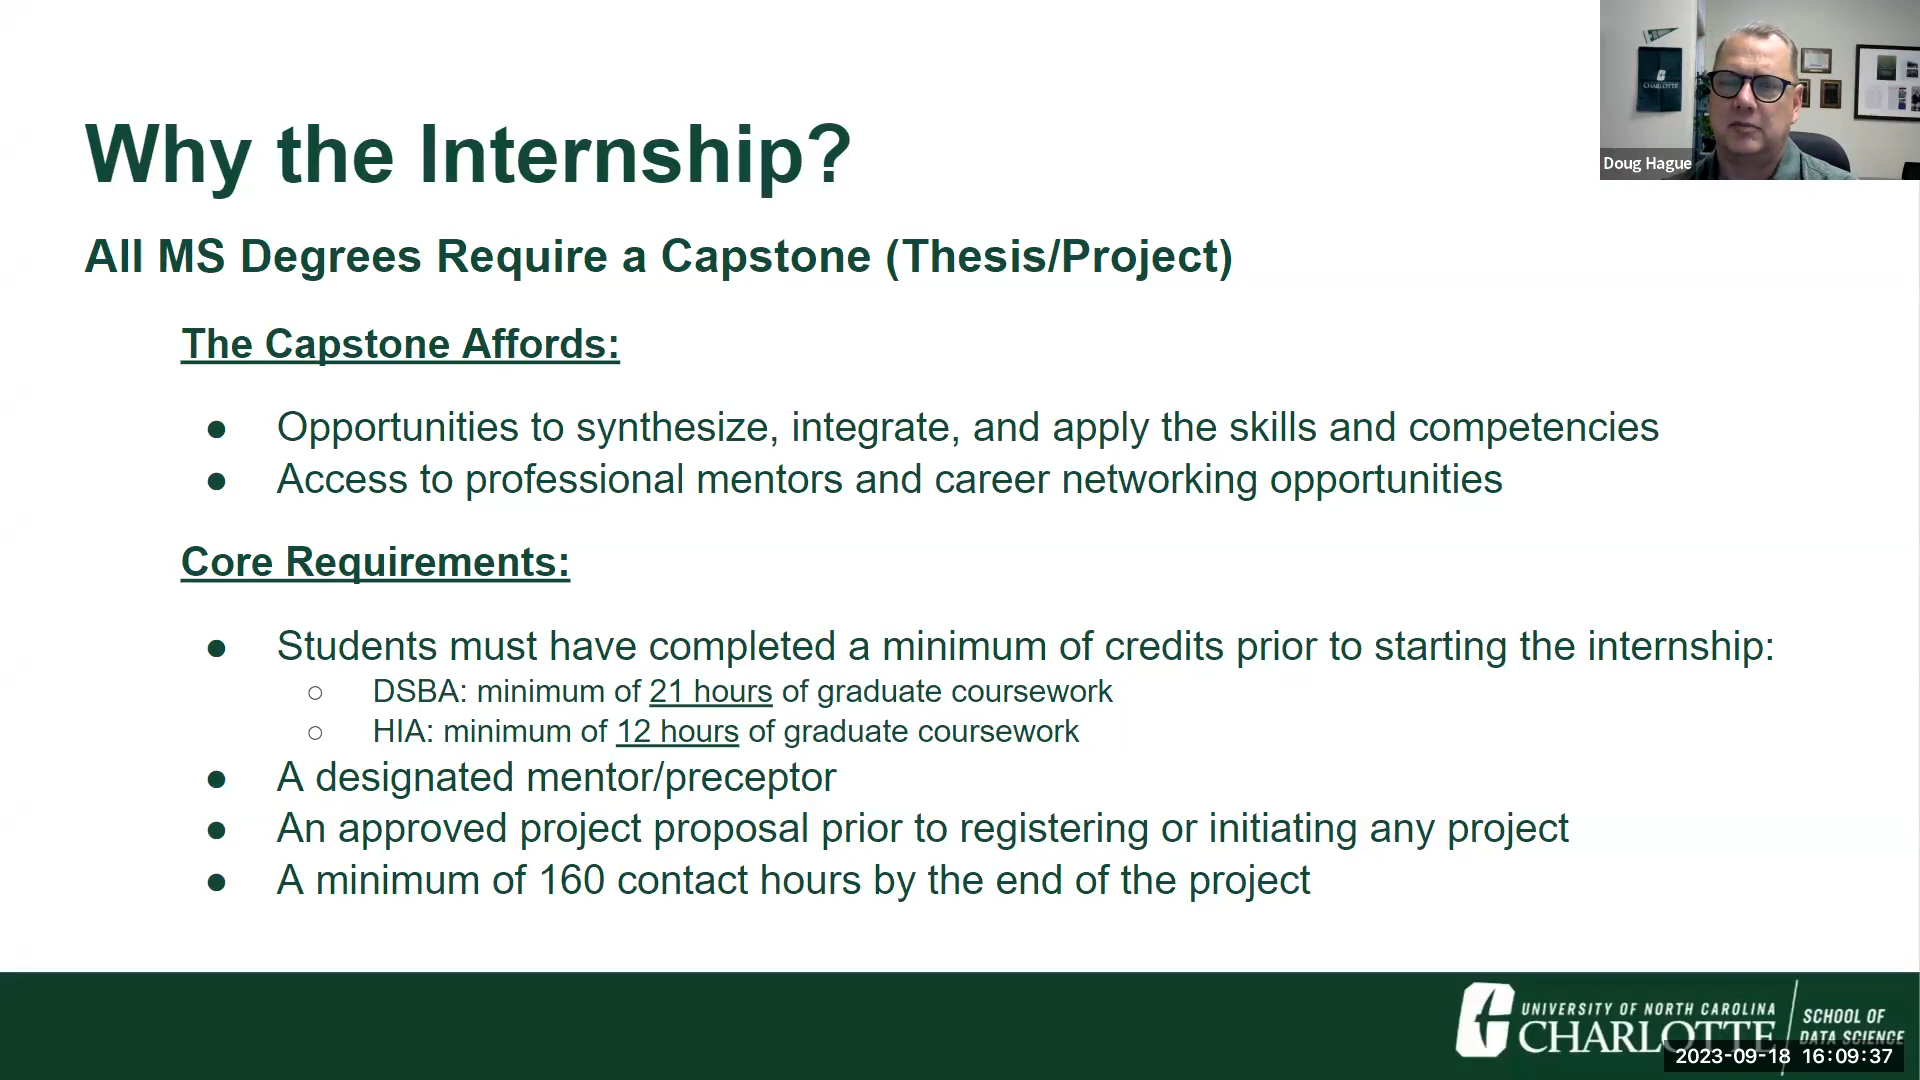 Why the Internship?
All MS Degrees Require a Capstone (Thesis/Project)
The Capstone Affords:
● Opportunities to synthesize, integrate, and apply the skills and competencies
● Access to professional mentors and career networking opportunities
Core Requirements:
● Students must have completed a minimum of credits prior to starting the internship:
○ DSBA: minimum of 21 hours of graduate coursework
○ HIA: minimum of 12 hours of graduate coursework
● A designated mentor/preceptor
● An approved project proposal prior to registering or initiating any project
● A minimum of 160 contact hours by the end of the project
CHARLOTTE
Doug Hague
UNIVERSITY OF NORTH CAROLINA
CHARLOTTE
SCHOOL OF
DATA SCIENCE
2023-09-18 16:09:37